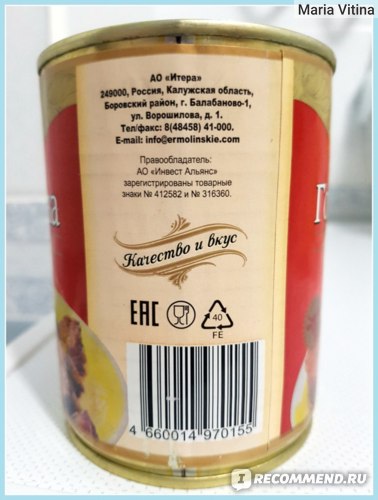 Maria Vitina
АО «Итера»
249000, Россия, Калужская область,
Боровский район, г. Балабаново-1,
ул. Ворошилова, д. 1.
Тел/факс: 8(48458) 41-000.
E-mail: info@ermolinskie.com
Правообладатель:
АО «Инвест Альянс»
зарегистрированы товарные
знаки № 412582 и № 316360.
Качество и вкус
ЕАС
40
FE
4 660014 970155
IRECOMMEND.RU